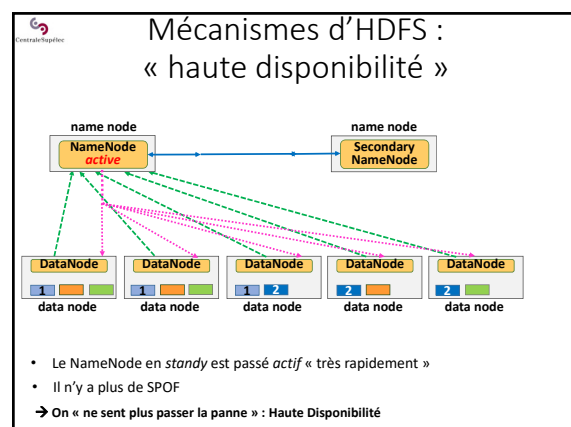 CentraleSupélec
Mécanismes d’HDFS :
« haute disponibilité »
name node
name node
NameNode
active
Secondary
NameNode
DataNode
DataNode
DataNode
DataNode
DataNode
1
1
1
2
2
data node
data node
data node
data node
data node
• Le NameNode en standy est passé actif « très rapidement »
• Il n’y a plus de SPOF
→ On « ne sent plus passer la panne » : Haute Disponibilité